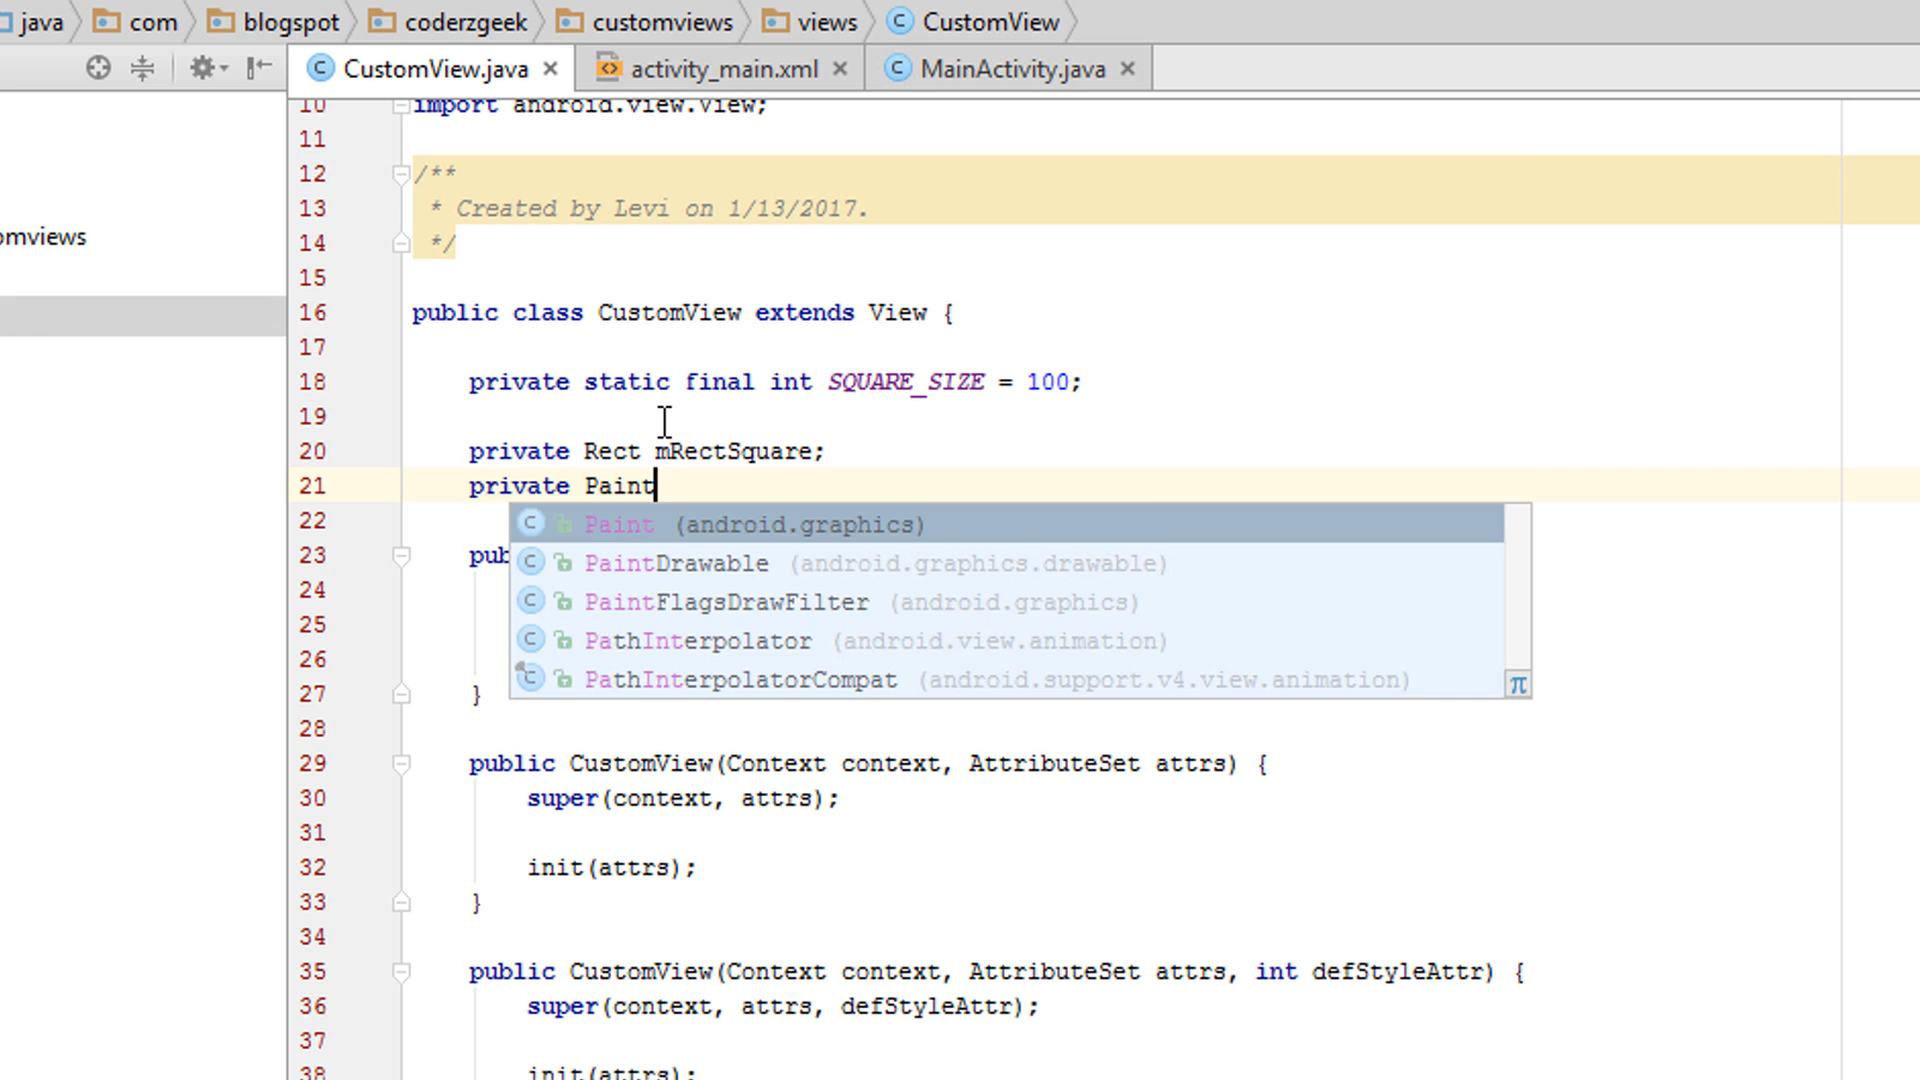 java com blogspot coderzgeek customviews views CustomView
CustomView.java activity_main.xml MainActivity.java
omviews
10 import android.view.View;
11
12 /**
13 * Created by Levi on 1/13/2017.
14 */
15
16 public class CustomView extends View {
17
18 private static final int SQUARE_SIZE = 100;
19
20 private Rect mRectSquare;
21 private Paint
22 Paint (android.graphics)
PaintDrawable (android.graphics.drawable)
23 pub
24 PaintFlagsDrawFilter (android.graphics)
25 PathInterpolator (android.view.animation)
26 PathInterpolatorCompat (android.support.v4.view.animation)
27 }
28
29 public CustomView(Context context, AttributeSet attrs) {
30 super(context, attrs);
31
32 init(attrs);
33 }
34
35 public CustomView(Context context, AttributeSet attrs, int defStyleAttr) {
36 super(context, attrs, defStyleAttr);
37
38 init(attrs);